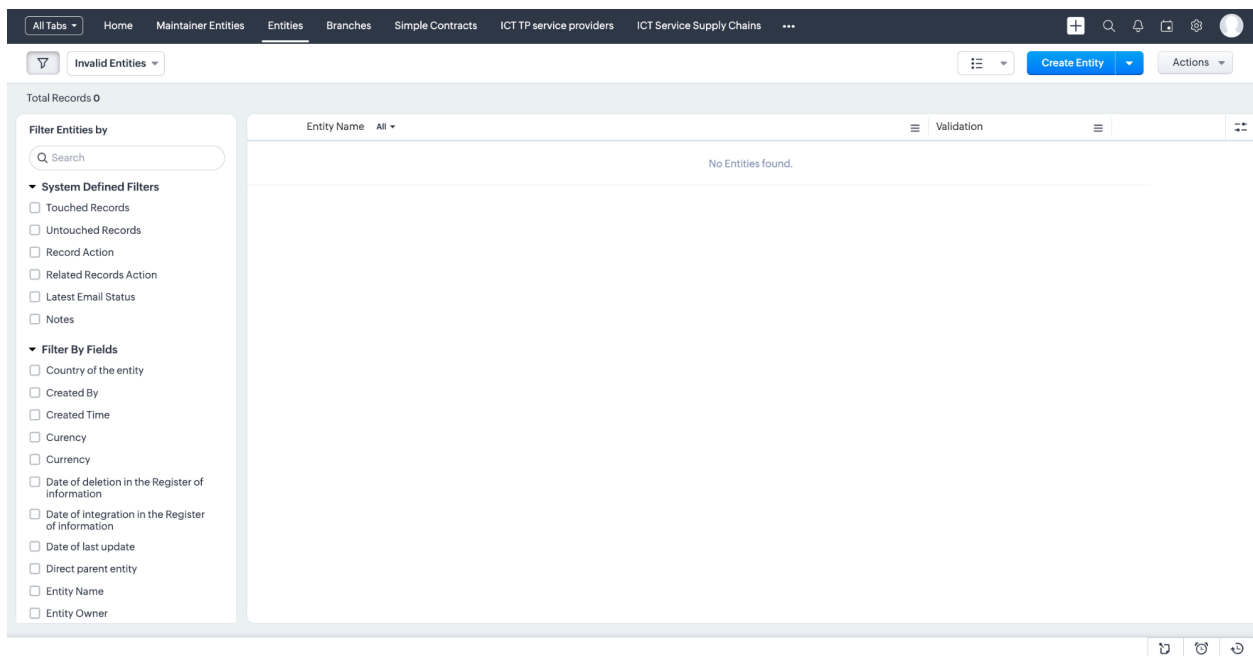 All Tabs Home Maintainer Entities Entities Branches Simple Contracts ICT TP service providers ICT Service Supply Chains •••
Invalid Entities Create Entity Actions
Total Records 0
Filter Entities by
Entity Name All Validation
Search
No Entities found.
System Defined Filters
Touched Records
Untouched Records
Record Action
Related Records Action
Latest Email Status
Notes
Filter By Fields
Country of the entity
Created By
Created Time
Curency
Currency
Date of deletion in the Register of
information
Date of integration in the Register
of information
Date of last update
Direct parent entity
Entity Name
Entity Owner